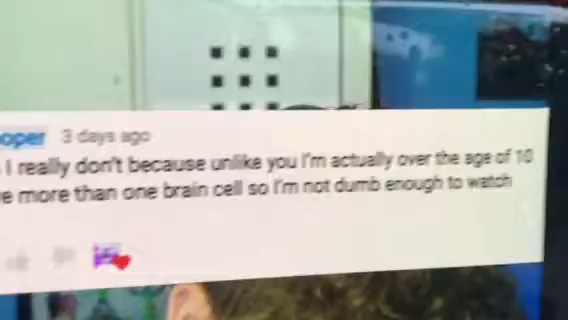 oper 3 days ago
I really don't because unlike you I'm actually over the age of 10
e more than one brain cell so I'm not dumb enough to watch